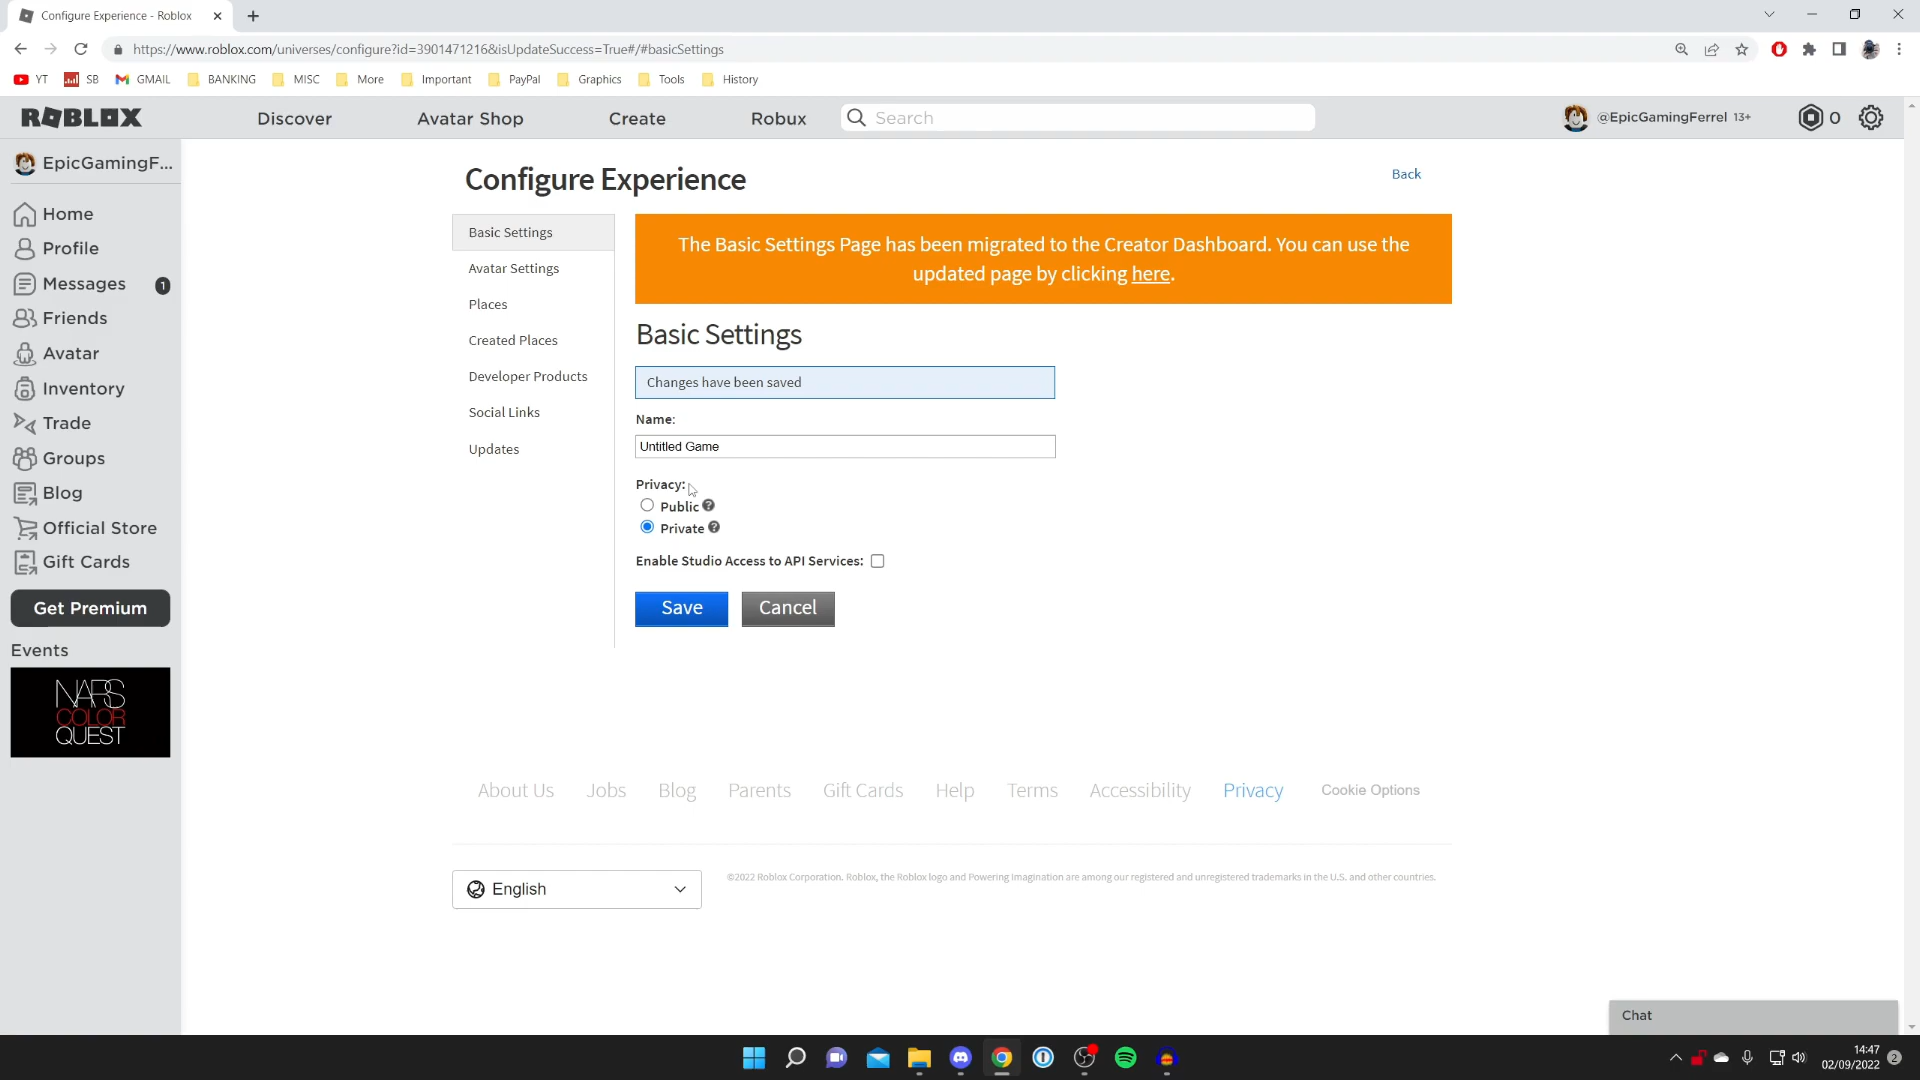 Configure Experience - Roblox
https://www.roblox.com/universes/configure?id=3901471216&isUpdateSuccess=True#/#basicSettings
YT SB GMAIL BANKING MISC More Important PayPal Graphics Tools History
ROBLOX Discover Avatar Shop Create Robux Search @EpicGamingFerrel 13+ 0
EpicGamingF...
Home
Profile
Messages 1
Friends
Avatar
Inventory
Trade
Groups
Blog
Official Store
Gift Cards
Get Premium
Events
NARS
COLOR
QUEST
Configure Experience
Back
Basic Settings
Avatar Settings
Places
Created Places
Developer Products
Social Links
Updates
The Basic Settings Page has been migrated to the Creator Dashboard. You can use the
updated page by clicking here.
Basic Settings
Changes have been saved
Name:
Untitled Game
Privacy:
Public ?
Private ?
Enable Studio Access to API Services:
Save Cancel
About Us Jobs Blog Parents Gift Cards Help Terms Accessibility Privacy Cookie Options
English
©2022 Roblox Corporation. Roblox, the Roblox logo and Powering Imagination are among our registered and unregistered trademarks in the U.S. and other countries.
Chat
14:47
02/09/2022
2